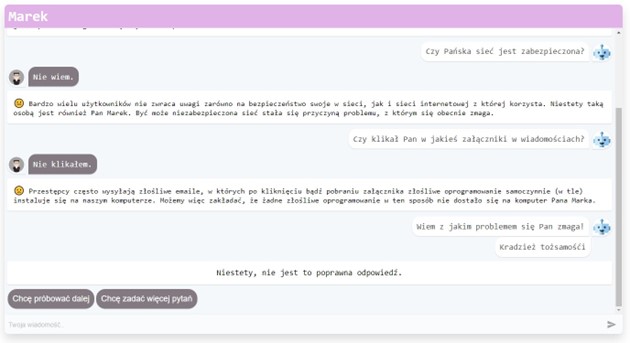 Marek
Czy Pańska sieć jest zabezpieczona?
Nie wiem.
Bardzo wielu użytkowników nie zwraca uwagi zarówno na bezpieczeństwo swoje w sieci, jak i sieci internetowej z której korzysta. Niestety taką
osobą jest również Pan Marek. Być może niezabezpieczona sieć stała się przyczyną problemu, z którym się obecnie zmaga.
Czy klikał Pan w jakieś załączniki w wiadomościach?
Nie klikałem.
Przestępcy często wysyłają złośliwe emaile, w których po kliknięciu bądź pobraniu załącznika złośliwe oprogramowanie samoczynnie (w tle)
instaluje się na naszym komputerze. Możemy więc zakładać, że żadne złośliwe oprogramowanie w ten sposób nie dostało się na komputer Pana Marka.
Wiem z jakim problemem się Pan zmaga!
Kradzież tożsamośći
Niestety, nie jest to poprawna odpowiedź.
Chcę próbować dalej Chcę zadać więcej pytań
Twoja wiadomość..